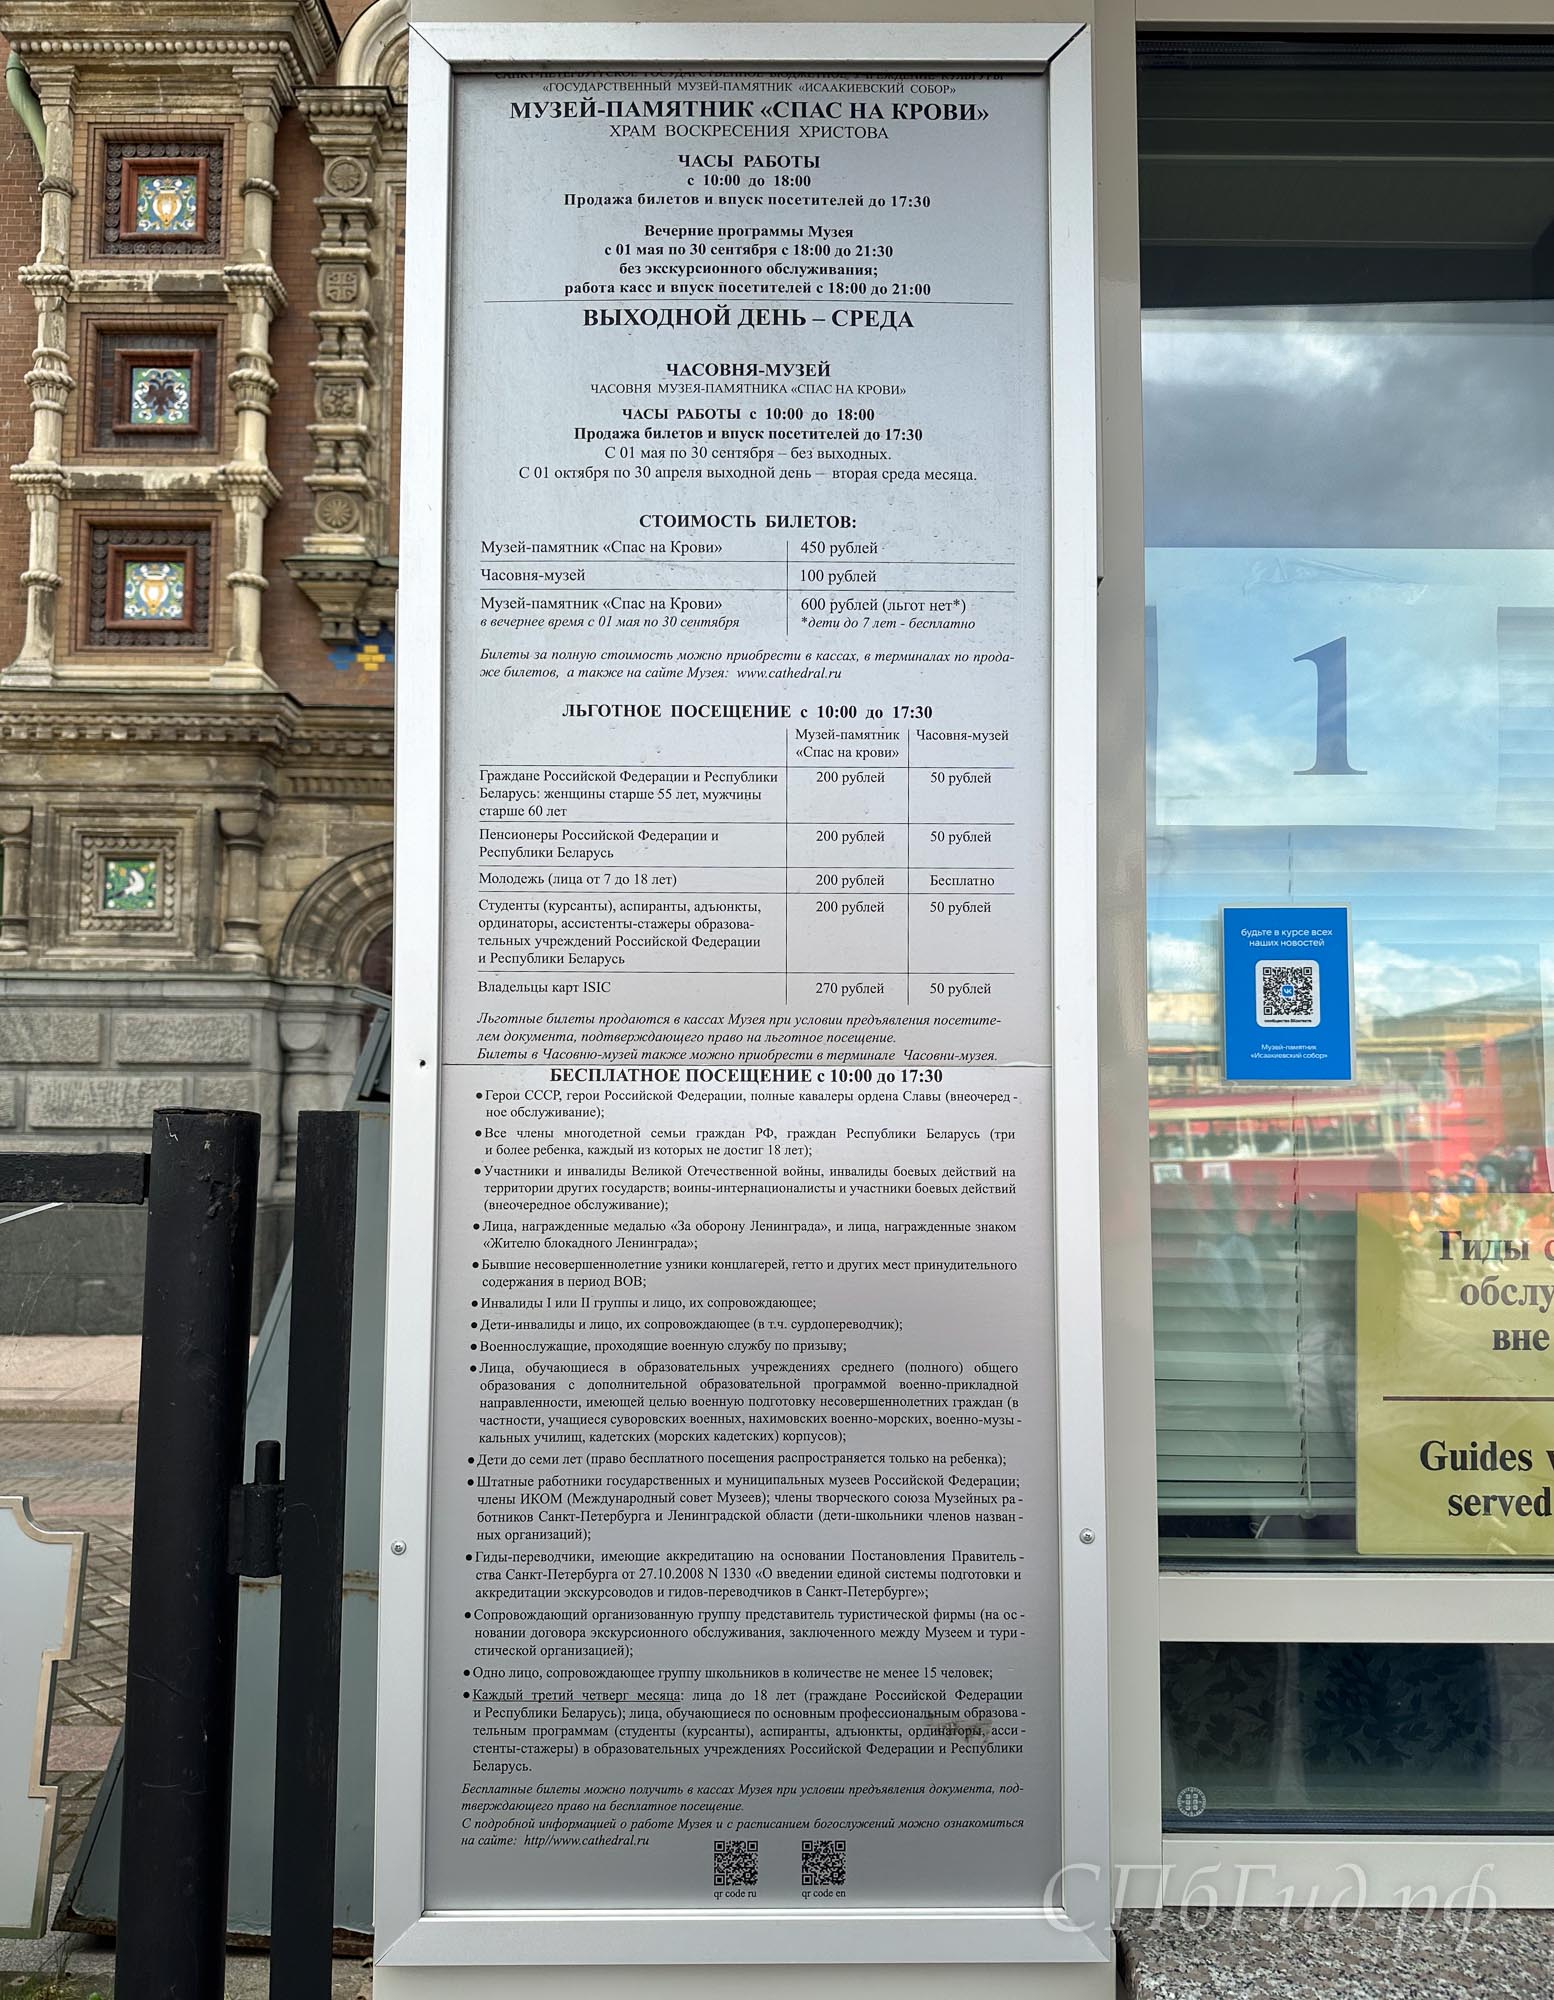 САНКТ-ПЕТЕРБУРГСКОЕ ГОСУДАРСТВЕННОЕ БЮДЖЕТНОЕ УЧРЕЖДЕНИЕ КУЛЬТУРЫ
«ГОСУДАРСТВЕННЫЙ МУЗЕЙ-ПАМЯТНИК «ИСААКИЕВСКИЙ СОБОР»
МУЗЕЙ-ПАМЯТНИК «СПАС НА КРОВИ»
ХРАМ ВОСКРЕСЕНИЯ ХРИСТОВА
ЧАСЫ РАБОТЫ
с 10:00 до 18:00
Продажа билетов и впуск посетителей до 17:30
Вечерние программы Музея
с 01 мая по 30 сентября с 18:00 до 21:30
без экскурсионного обслуживания;
работа касс и впуск посетителей с 18:00 до 21:00
ВЫХОДНОЙ ДЕНЬ – СРЕДА
ЧАСОВНЯ-МУЗЕЙ
ЧАСОВНЯ МУЗЕЯ-ПАМЯТНИКА «СПАС НА КРОВИ»
ЧАСЫ РАБОТЫ с 10:00 до 18:00
Продажа билетов и впуск посетителей до 17:30
С 01 мая по 30 сентября – без выходных.
С 01 октября по 30 апреля выходной день – вторая среда месяца.
СТОИМОСТЬ БИЛЕТОВ:
Музей-памятник «Спас на Крови» 450 рублей
Часовня-музей 100 рублей
Музей-памятник «Спас на Крови» 600 рублей (льгот нет*)
в вечернее время с 01 мая по 30 сентября *дети до 7 лет - бесплатно
Билеты за полную стоимость можно приобрести в кассах, в терминалах по прода-
же билетов, а также на сайте Музея: www.cathedral.ru
ЛЬГОТНОЕ ПОСЕЩЕНИЕ с 10:00 до 17:30
Музей-памятник Часовня-музей
«Спас на крови»
Граждане Российской Федерации и Республики 200 рублей 50 рублей
Беларусь: женщины старше 55 лет, мужчины
старше 60 лет
Пенсионеры Российской Федерации и 200 рублей 50 рублей
Республики Беларусь
Молодежь (лица от 7 до 18 лет) 200 рублей Бесплатно
Студенты (курсанты), аспиранты, адъюнкты, 200 рублей 50 рублей
ординаторы, ассистенты-стажеры образова-
тельных учреждений Российской Федерации
и Республики Беларусь
Владельцы карт ISIC 270 рублей 50 рублей
Льготные билеты продаются в кассах Музея при условии предъявления посетите-
лем документа, подтверждающего право на льготное посещение.
Билеты в Часовню-музей также можно приобрести в терминале Часовни-музея.
БЕСПЛАТНОЕ ПОСЕЩЕНИЕ с 10:00 до 17:30
● Герои СССР, герои Российской Федерации, полные кавалеры ордена Славы (внеочеред-
ное обслуживание);
● Все члены многодетной семьи граждан РФ, граждан Республики Беларусь (три
и более ребенка, каждый из которых не достиг 18 лет);
● Участники и инвалиды Великой Отечественной войны, инвалиды боевых действий на
территории других государств; воины-интернационалисты и участники боевых действий
(внеочередное обслуживание);
● Лица, награжденные медалью «За оборону Ленинграда», и лица, награжденные знаком
«Жителю блокадного Ленинграда»;
● Бывшие несовершеннолетние узники концлагерей, гетто и других мест принудительного
содержания в период ВОВ;
● Инвалиды I или II группы и лицо, их сопровождающее;
● Дети-инвалиды и лицо, их сопровождающее (в т.ч. сурдопереводчик);
● Военнослужащие, проходящие военную службу по призыву;
● Лица, обучающиеся в образовательных учреждениях среднего (полного) общего
образования с дополнительной образовательной программой военно-прикладной
направленности, имеющей целью военную подготовку несовершеннолетних граждан (в
частности, учащиеся суворовских военных, нахимовских военно-морских, военно-музы-
кальных училищ, кадетских (морских кадетских) корпусов);
● Дети до семи лет (право бесплатного посещения распространяется только на ребенка);
● Штатные работники государственных и муниципальных музеев Российской Федерации;
члены ИКОМ (Международный совет Музеев); члены творческого союза Музейных ра-
ботников Санкт-Петербурга и Ленинградской области (дети-школьники членов назван-
ных организаций);
● Гиды-переводчики, имеющие аккредитацию на основании Постановления Правитель-
ства Санкт-Петербурга от 27.10.2008 N 1330 «О введении единой системы подготовки и
аккредитации экскурсоводов и гидов-переводчиков в Санкт-Петербурге»;
● Сопровождающий организованную группу представитель туристической фирмы (на ос-
новании договора экскурсионного обслуживания, заключенного между Музеем и тури-
стической организацией);
● Одно лицо, сопровождающее группу школьников в количестве не менее 15 человек;
● Каждый третий четверг месяца: лица до 18 лет (граждане Российской Федерации
и Республики Беларусь); лица, обучающиеся по основным профессиональным образова-
тельным программам (студенты (курсанты), аспиранты, адъюнкты, ординаторы, асси-
стенты-стажеры) в образовательных учреждениях Российской Федерации и Республики
Беларусь.
Бесплатные билеты можно получить в кассах Музея при условии предъявления документа, под-
тверждающего право на бесплатное посещение.
С подробной информацией о работе Музея и с расписанием богослужений можно ознакомиться
на сайте: http//www.cathedral.ru
qr code ru qr code en
1
будьте в курсе всех
наших новостей
сообщество ВКонтакте
Музей-памятник
«Исаакиевский собор»
Гиды с
обслу
вне
Guides
served
СПбГид.рф